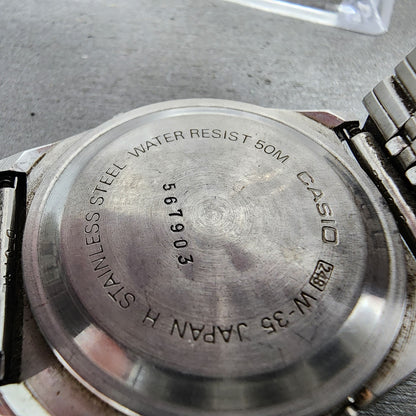 WATER RESIST 50M CASIO 248 W-35 JAPAN H STAINLESS STEEL
567903